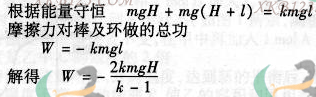 根据能量守恒 mgH + mg(H + l) = kmgl
摩擦力对棒及环做的总功
W = - kmgl
解得 W = - \frac{2kmgH}{k - 1}